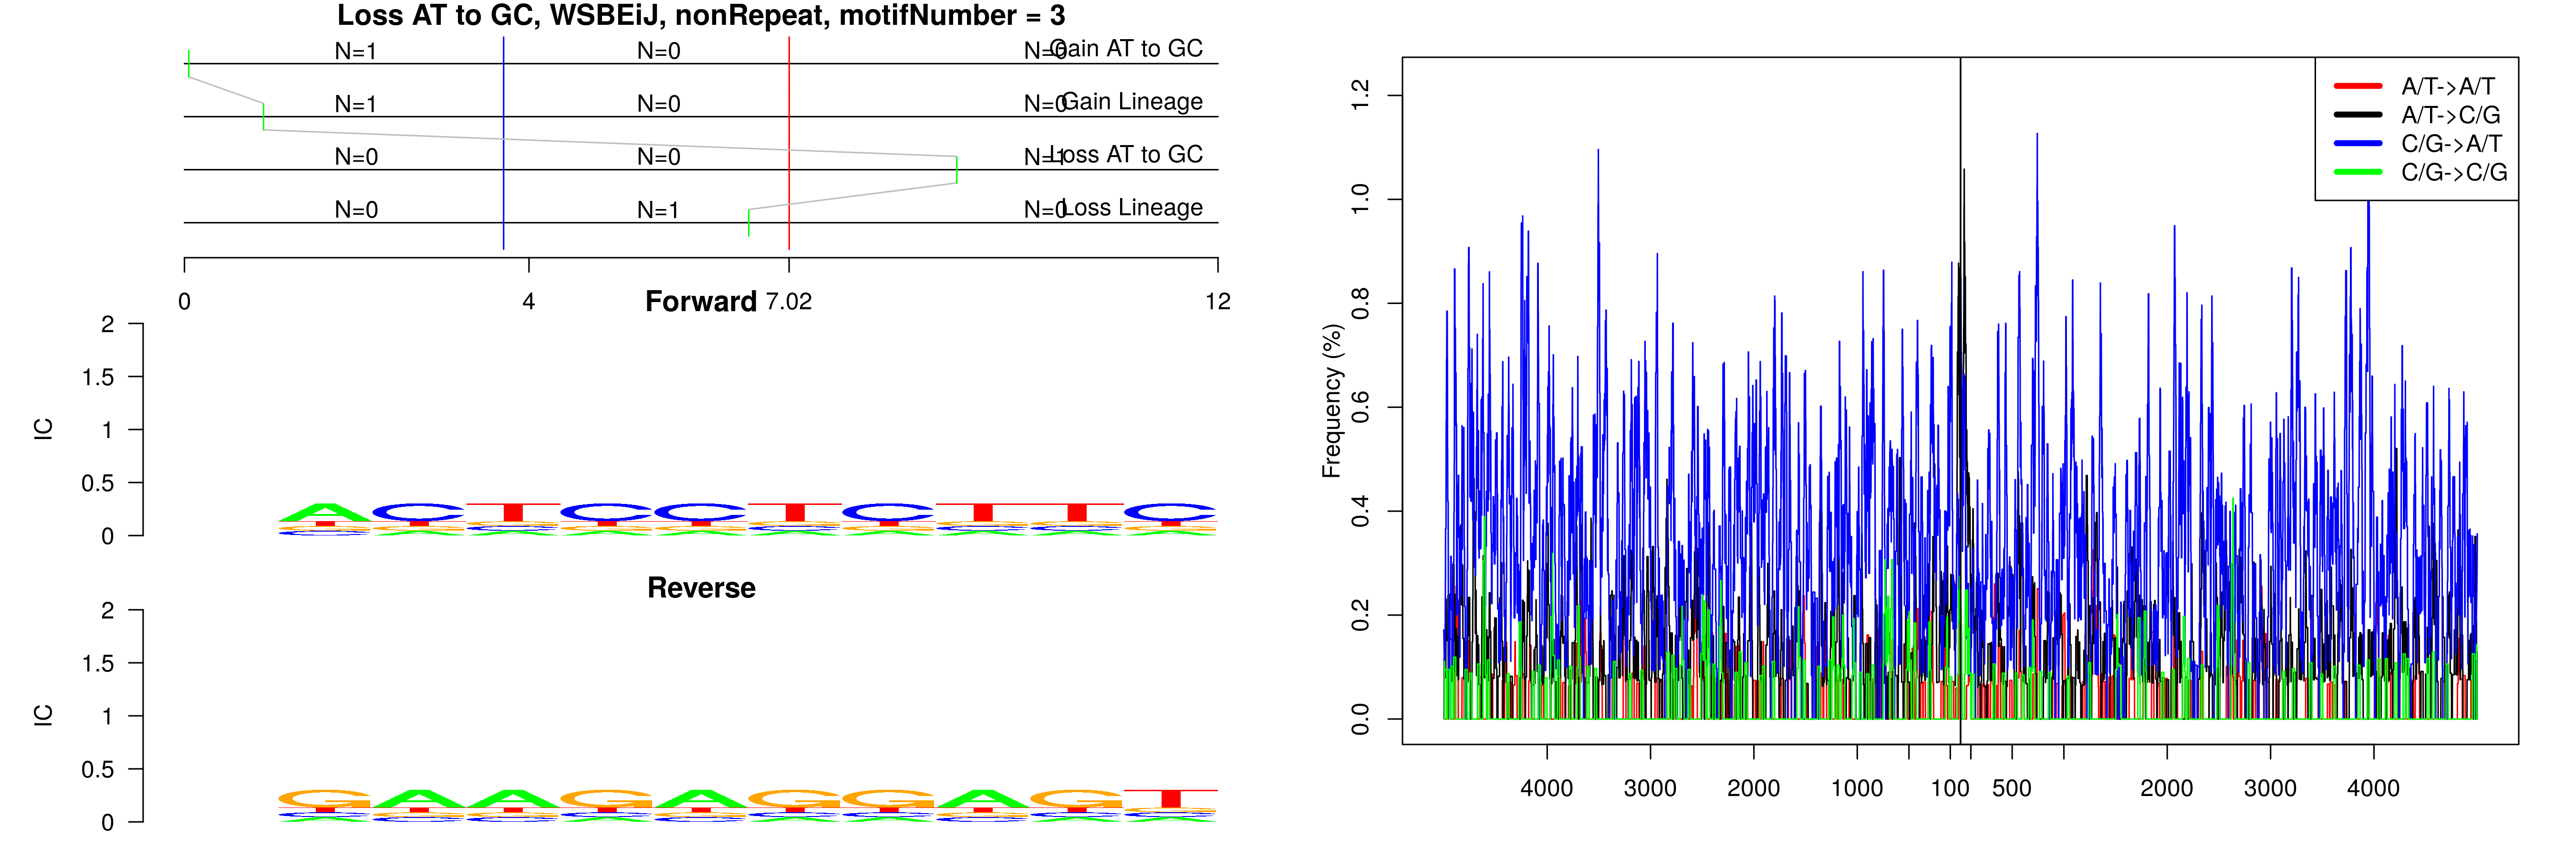 Loss AT to GC, WSBEiJ, nonRepeat, motifNumber = 3
N=1 N=0 N=0 Gain AT to GC
N=1 N=0 N=0 Gain Lineage
N=0 N=0 N=1 Loss AT to GC
N=0 N=1 N=0 Loss Lineage
0 4 7.02 12
Forward
IC
2
1.5
1
0.5
0
ACTCCTCTTC
Reverse
IC
2
1.5
1
0.5
0
GAAGAGGAGT
Frequency (%)
1.2
1.0
0.8
0.6
0.4
0.2
0.0
4000 3000 2000 1000 100 500 2000 3000 4000
A/T->A/T
A/T->C/G
C/G->A/T
C/G->C/G